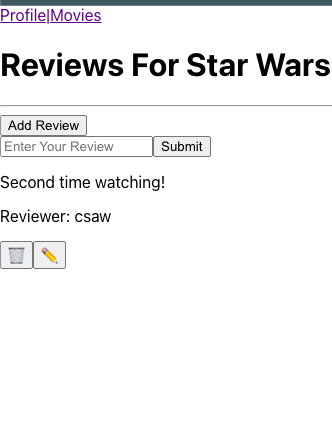 Profile|Movies
Reviews For Star Wars
Add Review
Enter Your Review Submit
Second time watching!
Reviewer: csaw